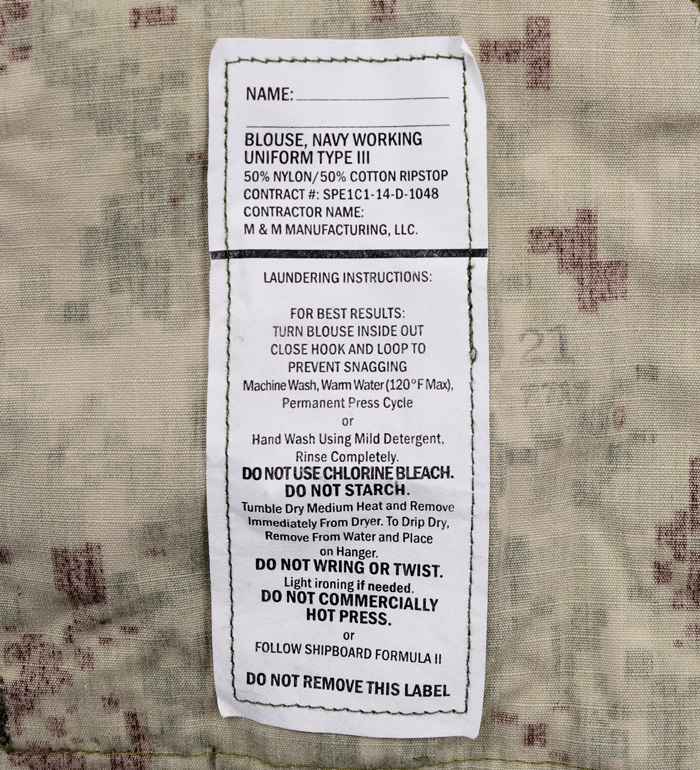 NAME:
BLOUSE, NAVY WORKING
UNIFORM TYPE III
50% NYLON/50% COTTON RIPSTOP
CONTRACT #: SPE1C1-14-D-1048
CONTRACTOR NAME:
M & M MANUFACTURING, LLC.
LAUNDERING INSTRUCTIONS:
FOR BEST RESULTS:
TURN BLOUSE INSIDE OUT
CLOSE HOOK AND LOOP TO
PREVENT SNAGGING
Machine Wash, Warm Water (120°F Max),
Permanent Press Cycle
or
Hand Wash Using Mild Detergent,
Rinse Completely.
DO NOT USE CHLORINE BLEACH.
DO NOT STARCH.
Tumble Dry Medium Heat and Remove
Immediately From Dryer. To Drip Dry,
Remove From Water and Place
on Hanger.
DO NOT WRING OR TWIST.
Light ironing if needed.
DO NOT COMMERCIALLY
HOT PRESS.
or
FOLLOW SHIPBOARD FORMULA II
DO NOT REMOVE THIS LABEL
21